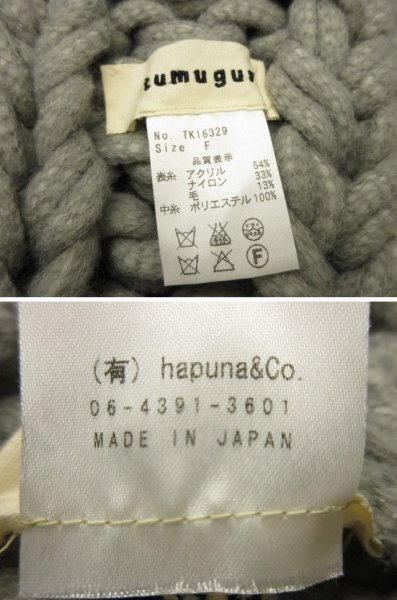 tumugu
No. TK16329
Size F
品質表示
表糸 アクリル 54%
ナイロン 33%
毛 13%
中糸 ポリエステル 100%
(有) hapuna&Co.
06-4391-3601
MADE IN JAPAN